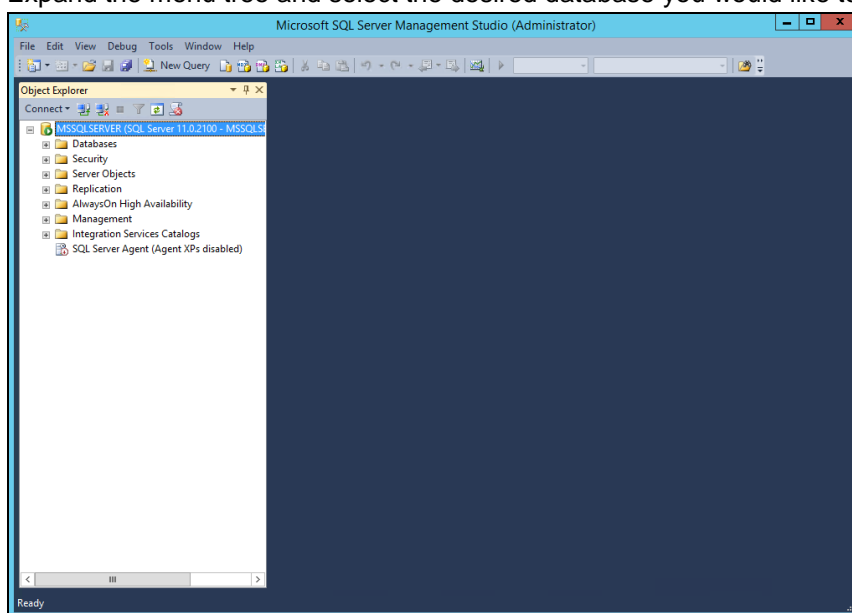 Expand the menu tree and select the desired database you would like to
Microsoft SQL Server Management Studio (Administrator)
File Edit View Debug Tools Window Help
New Query
Object Explorer
Connect
MSSQLSERVER (SQL Server 11.0.2100 - MSSQLSE
Databases
Security
Server Objects
Replication
AlwaysOn High Availability
Management
Integration Services Catalogs
SQL Server Agent (Agent XPs disabled)
Ready